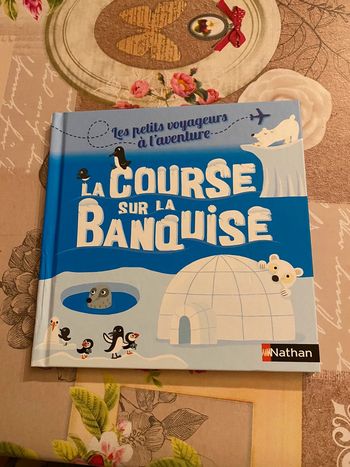 Les petits voyageurs
à l'aventure
LA COURSE
SUR LA
BANQUISE
Nathan